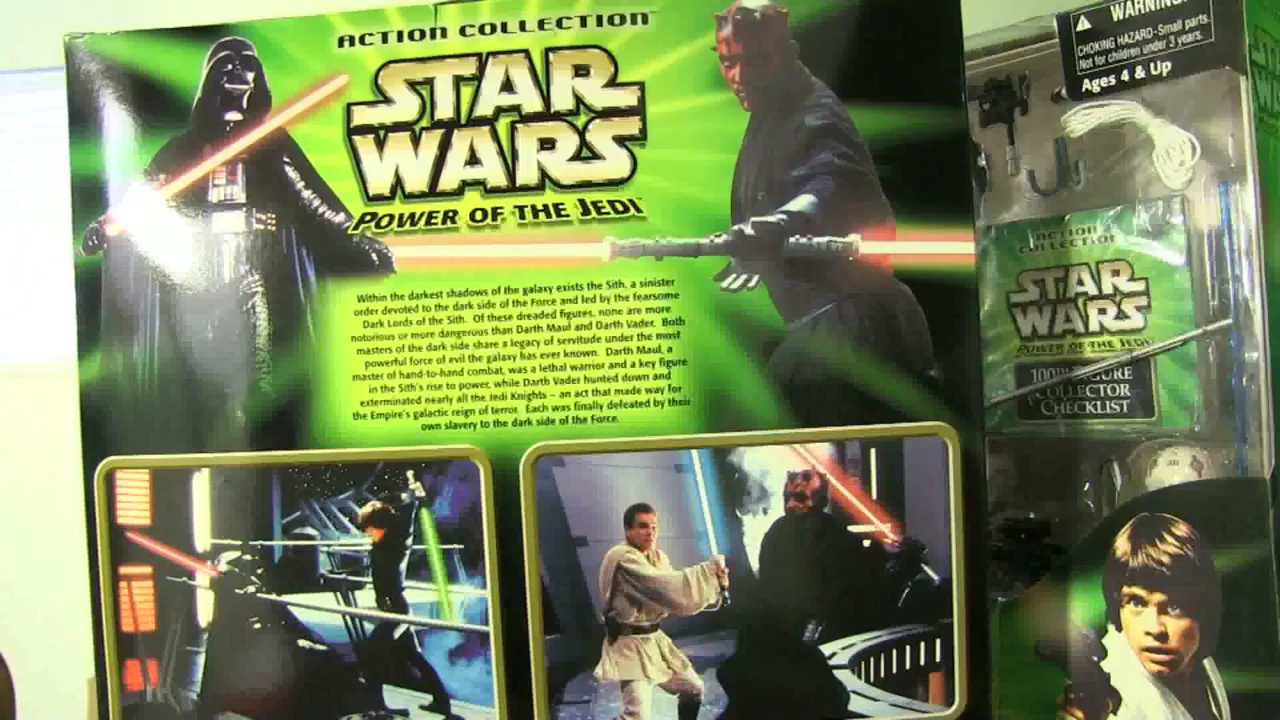 ACTION COLLECTION
STAR
WARS
POWER OF THE JEDI
Within the darkest shadows of the galaxy exists the Sith, a sinister
order devoted to the dark side of the Force and led by the fearsome
Dark Lords of the Sith. Of these dreaded figures, none are more
notorious or more dangerous than Darth Maul and Darth Vader. Both
masters of the dark side share a legacy of servitude under the most
powerful force of evil the galaxy has ever known. Darth Maul, a
master of hand-to-hand combat, was a lethal warrior and a key figure
in the Sith's rise to power, while Darth Vader hunted down and
exterminated nearly all the Jedi Knights – an act that made way for
the Empire's galactic reign of terror. Each was finally defeated by their
own slavery to the dark side of the Force.
WARNING:
CHOKING HAZARD-Small parts.
Not for children under 3 years.
Ages 4 & Up
ACTION
COLLECTION
STAR
WARS
POWER OF THE JEDI
100TH FIGURE
COLLECTOR
CHECKLIST